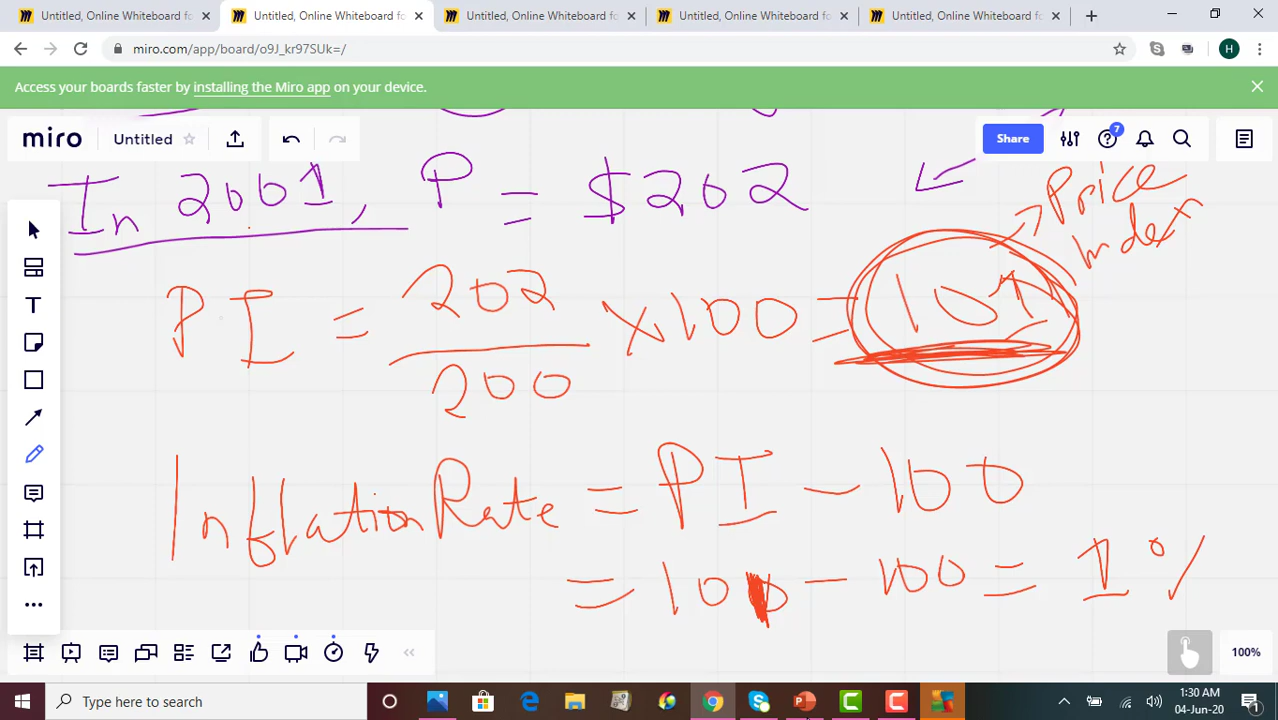 Untitled, Online Whiteboard fo
Untitled, Online Whiteboard fo
Untitled, Online Whiteboard fo
Untitled, Online Whiteboard fo
Untitled, Online Whiteboard fo
miro.com/app/board/o9J_kr97SUk=/
H
Access your boards faster by installing the Miro app on your device.
miro
Untitled
Share
7
In 2001, P = $202
Price
index
PI = 202/200 × 100 = 101
Inflation Rate = PI - 100
= 101 - 100 = 1%
T
100%
Type here to search
1:30 AM
04-Jun-20
1